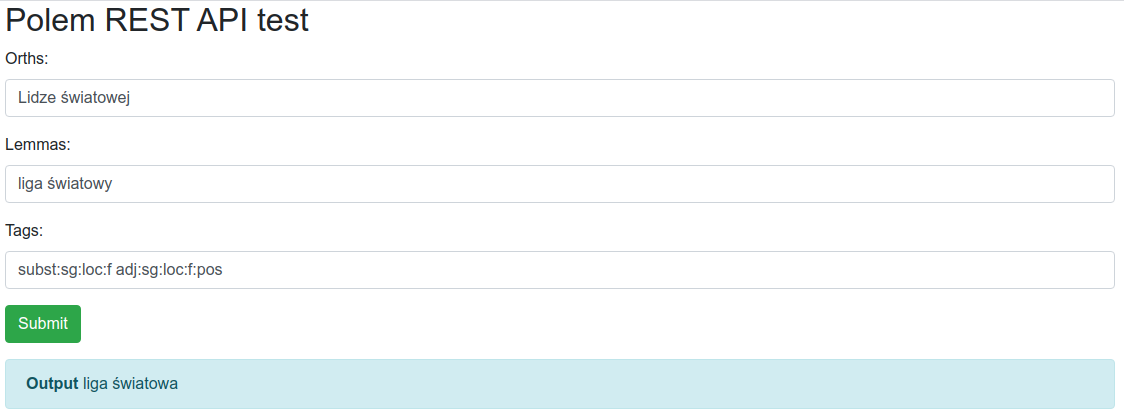 Polem REST API test
Orths:
Lidze światowej
Lemmas:
liga światowy
Tags:
subst:sg:loc:f adj:sg:loc:f:pos
Submit
Output liga światowa